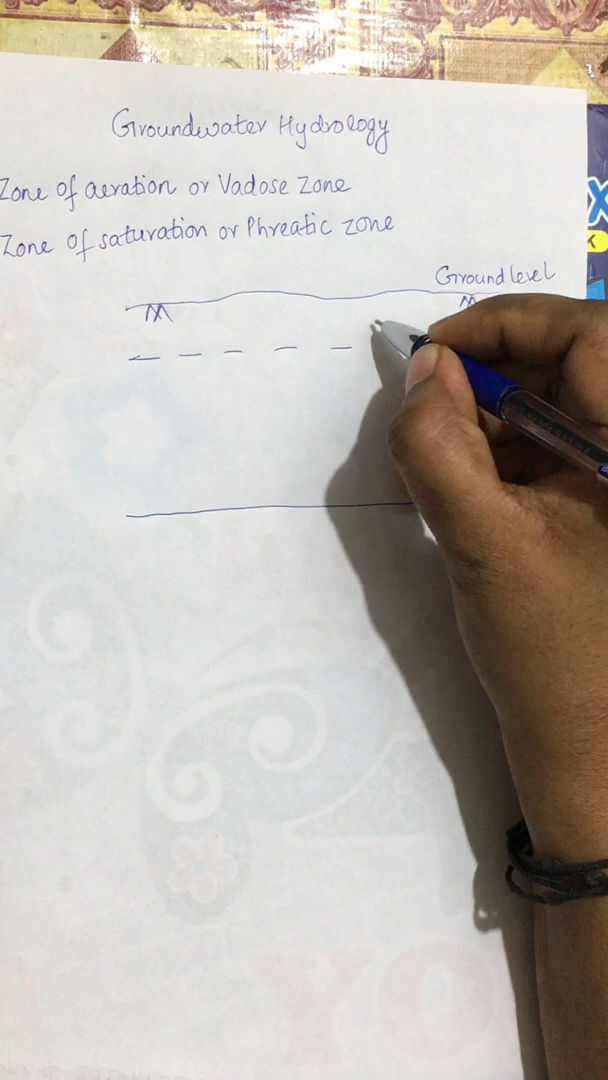 Groundwater Hydrology
Zone of aeration or Vadose Zone
Zone of saturation or Phreatic zone
Ground level
X
K